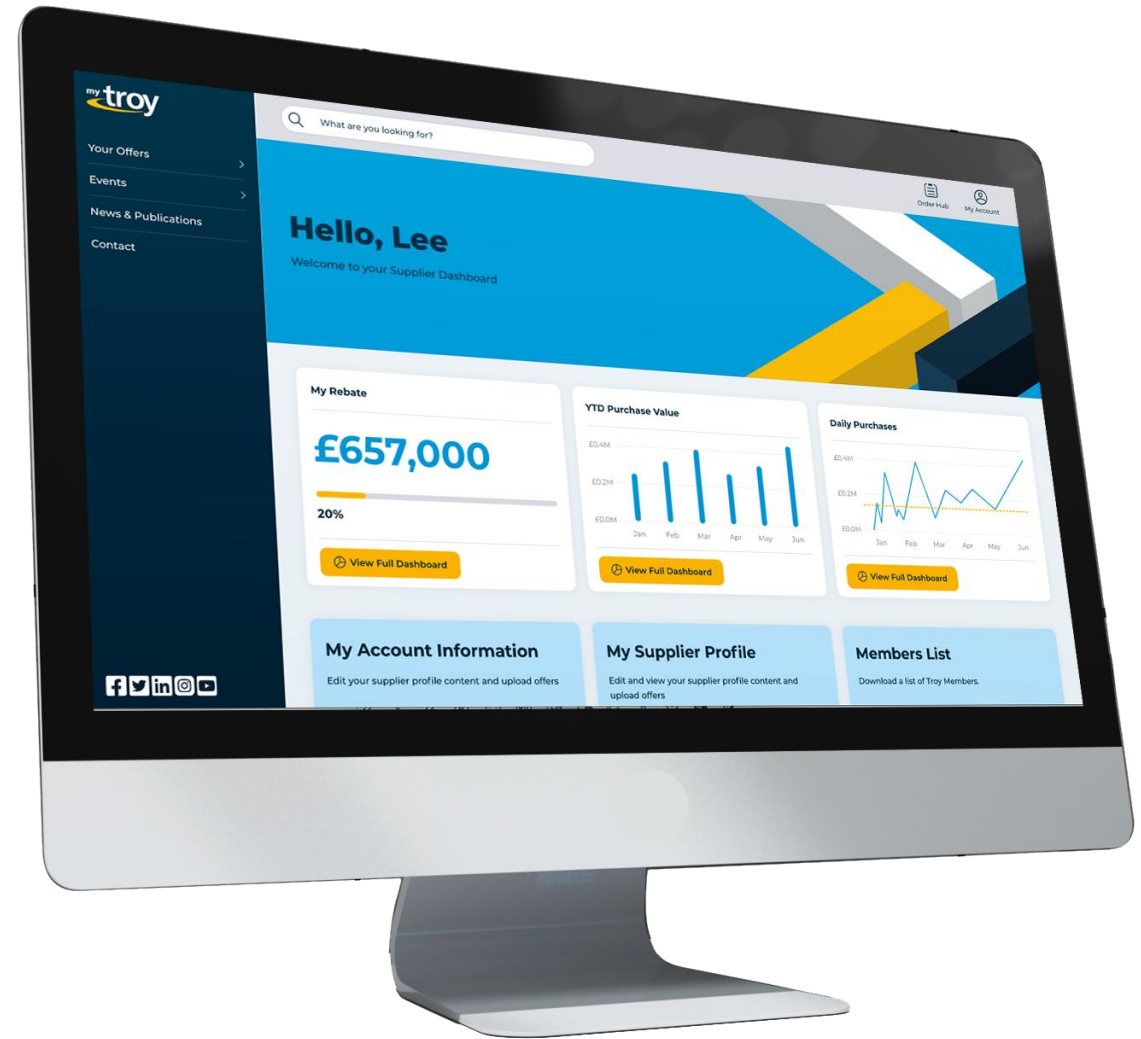 my troy
Your Offers
Events
News & Publications
Contact
What are you looking for?
Order Hub
My Account
Hello, Lee
Welcome to your Supplier Dashboard
My Rebate
£657,000
20%
View Full Dashboard
YTD Purchase Value
£0.4M
£0.2M
£0.0M
Jan Feb Mar Apr May Jun
View Full Dashboard
Daily Purchases
£0.4M
£0.2M
£0.0M
Jan Feb Mar Apr May Jun
View Full Dashboard
My Account Information
Edit your supplier profile content and upload offers
My Supplier Profile
Edit and view your supplier profile content and
upload offers
Members List
Download a list of Troy Members.